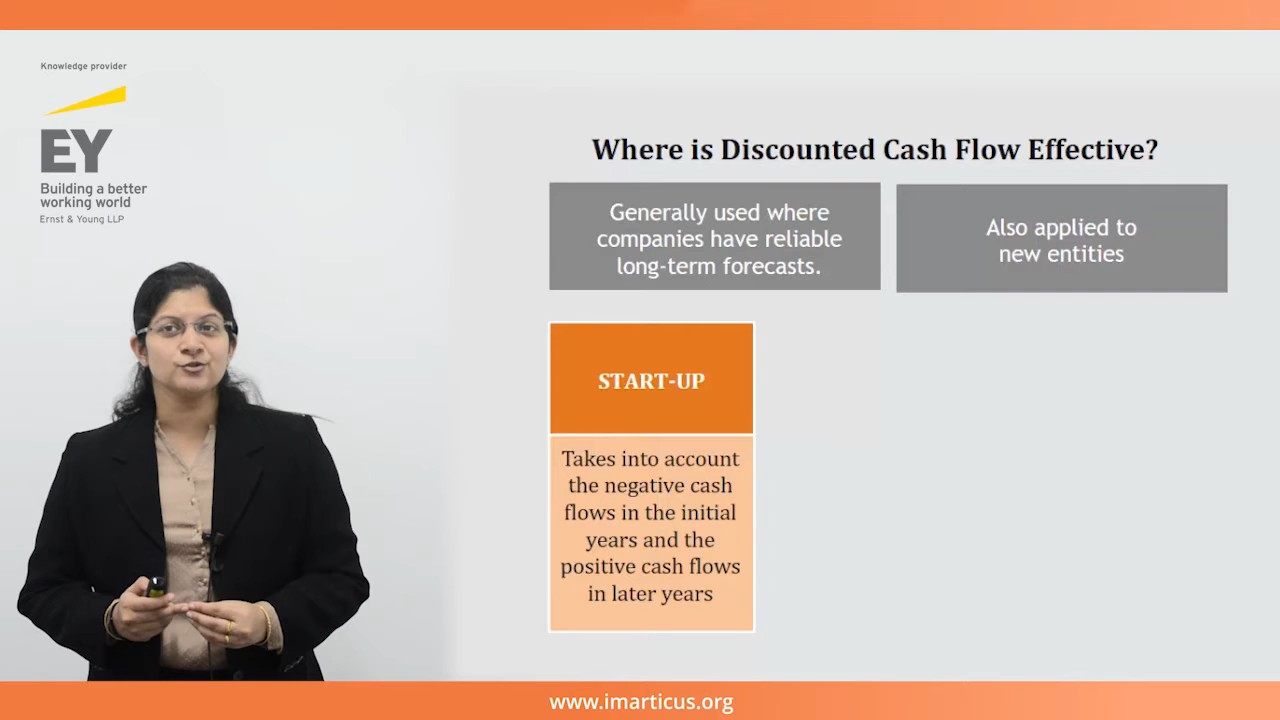 Knowledge provider
EY
Building a better
working world
Ernst & Young LLP
Where is Discounted Cash Flow Effective?
Generally used where
companies have reliable
long-term forecasts.
Also applied to
new entities
START-UP
Takes into account
the negative cash
flows in the initial
years and the
positive cash flows
in later years
www.imarticus.org